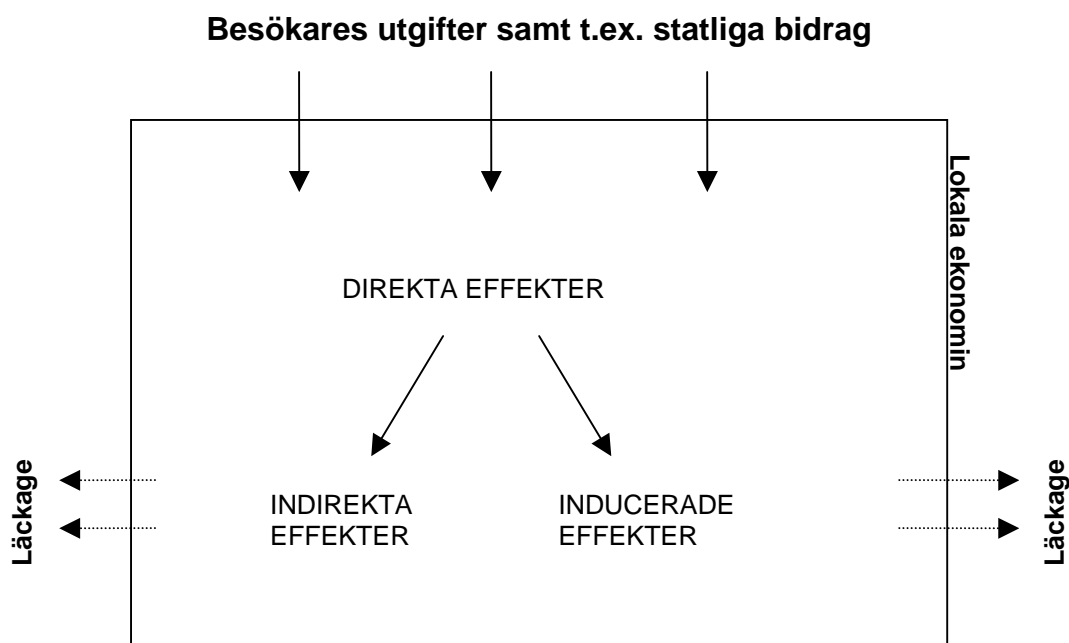 Besökares utgifter samt t.ex. statliga bidrag
Lokala ekonomin
DIREKTA EFFEKTER
Läckage
INDIREKTA
EFFEKTER
INDUCERADE
EFFEKTER
Läckage